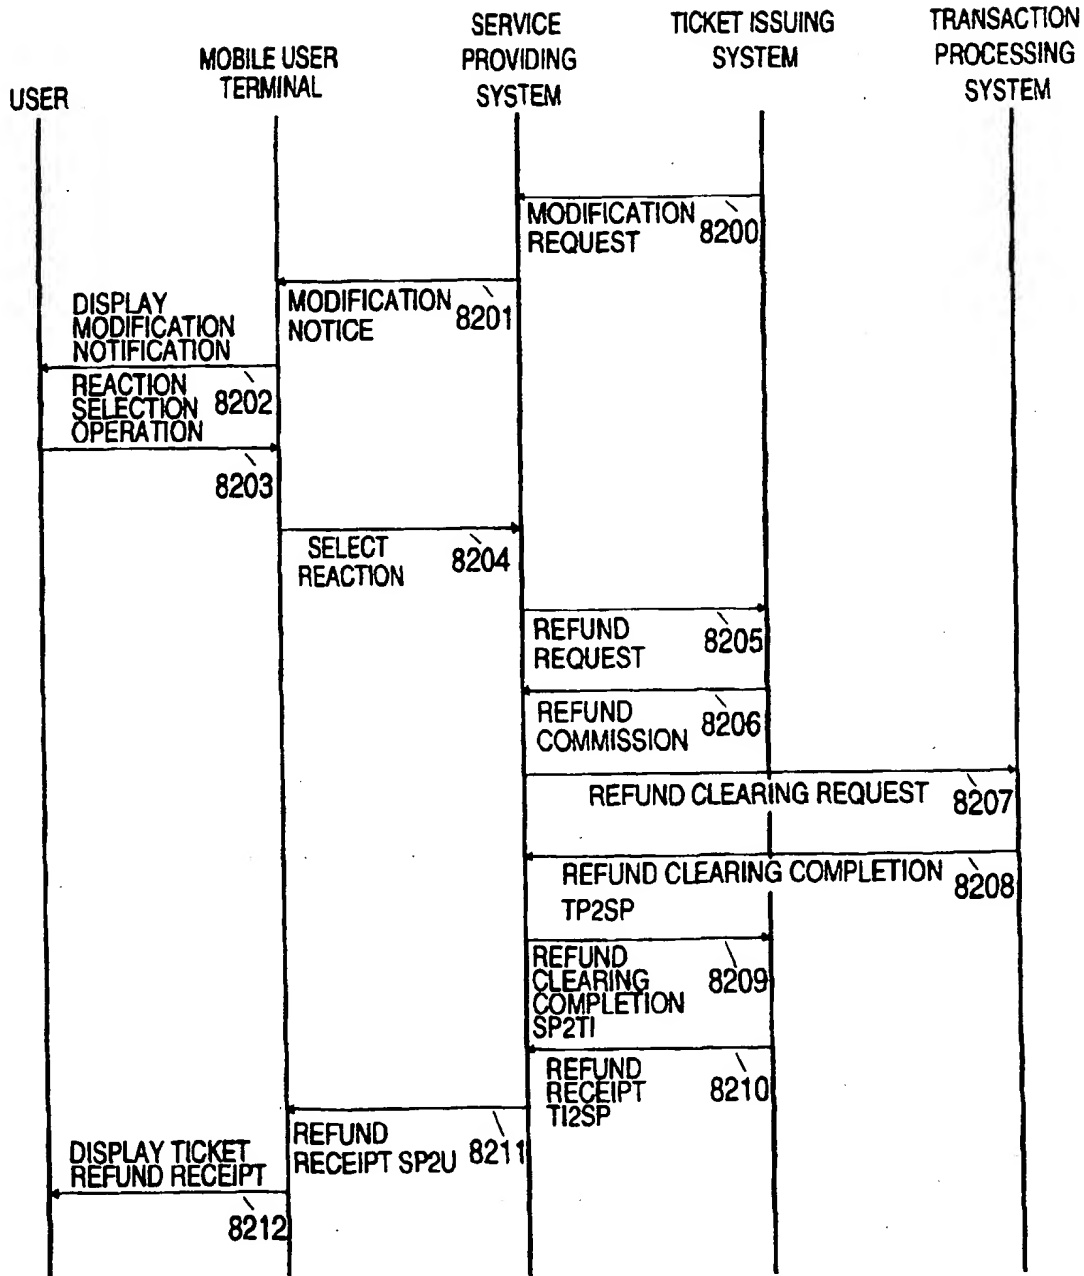 USER
MOBILE USER
TERMINAL
SERVICE
PROVIDING
SYSTEM
TICKET ISSUING
SYSTEM
TRANSACTION
PROCESSING
SYSTEM
MODIFICATION
REQUEST
8200
MODIFICATION
NOTICE
8201
DISPLAY
MODIFICATION
NOTIFICATION
8202
REACTION
SELECTION
OPERATION
8203
SELECT
REACTION
8204
REFUND
REQUEST
8205
REFUND
COMMISSION
8206
REFUND CLEARING REQUEST
8207
REFUND CLEARING COMPLETION
TP2SP
8208
REFUND
CLEARING
COMPLETION
SP2TI
8209
REFUND
RECEIPT
TI2SP
8210
REFUND
RECEIPT SP2U
8211
DISPLAY TICKET
REFUND RECEIPT
8212